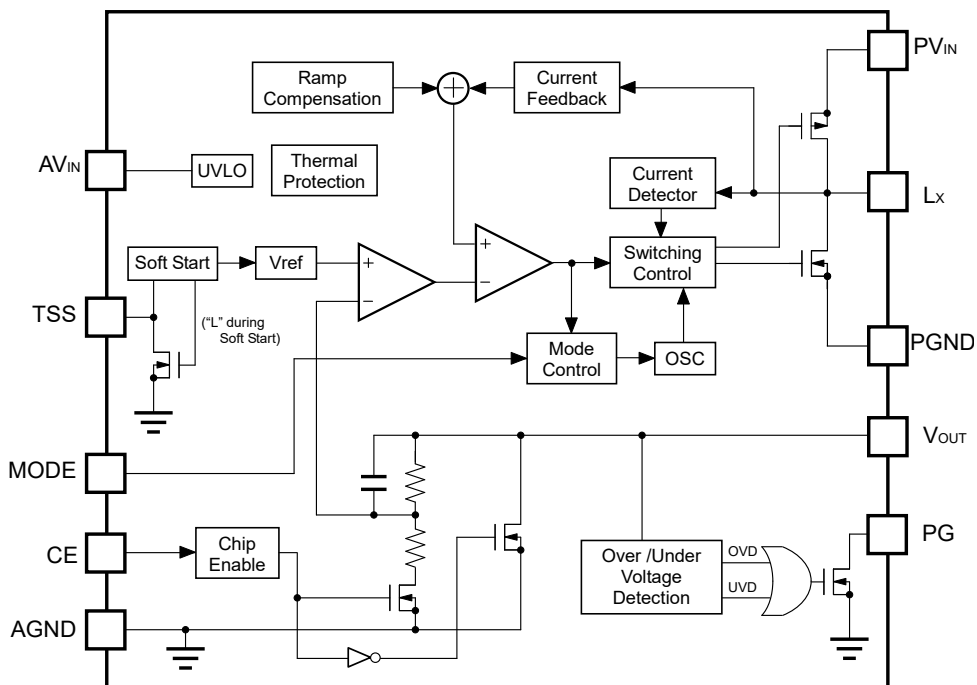 PVIN
Ramp
Compensation
+
Current
Feedback
AVIN
UVLO
Thermal
Protection
Current
Detector
LX
Soft Start
Vref
+
−
+
−
Switching
Control
TSS
("L" during
Soft Start)
Mode
Control
OSC
PGND
MODE
VOUT
CE
Chip
Enable
Over /Under
Voltage
Detection
OVD
UVD
PG
AGND